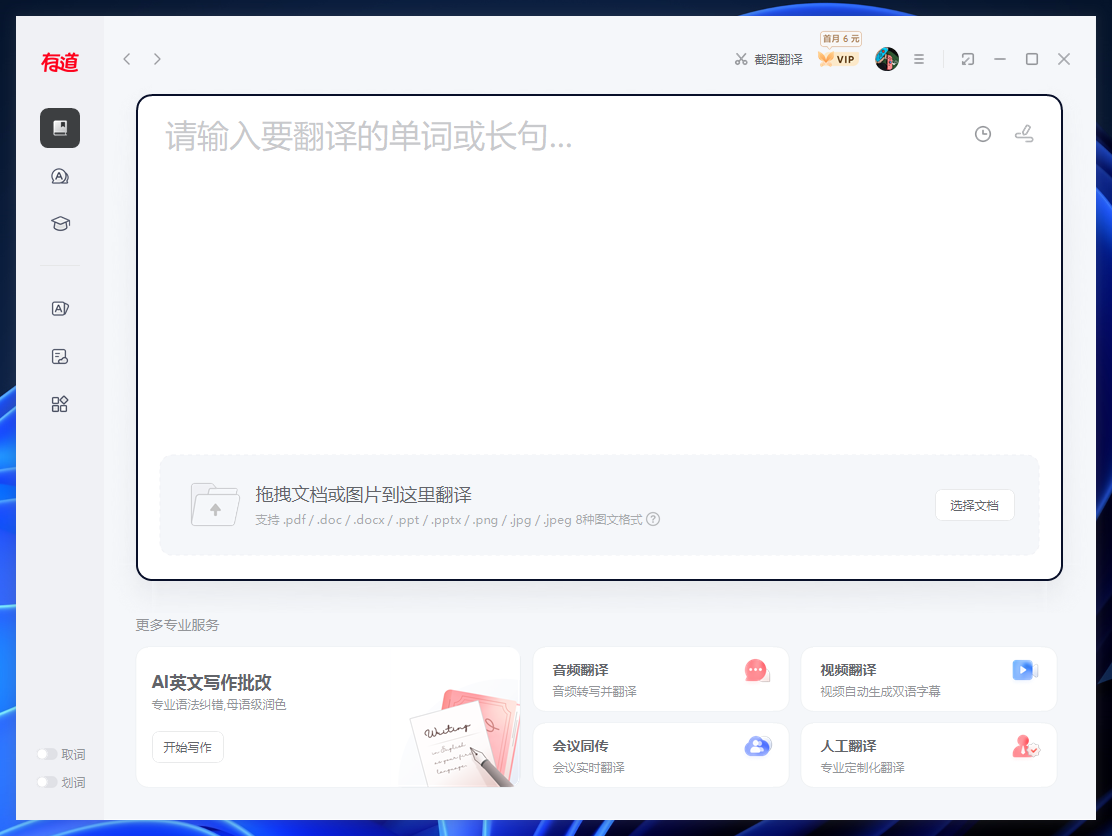 有道
截图翻译
首月 6 元
VIP
请输入要翻译的单词或长句...
拖拽文档或图片到这里翻译
支持 .pdf / .doc / .docx / .ppt / .pptx / .png / .jpg / .jpeg 8种图文格式
选择文档
更多专业服务
AI英文写作批改
专业语法纠错,母语级润色
开始写作
Writing
in English
as your first
language.
音频翻译
音频转写并翻译
视频翻译
视频自动生成双语字幕
会议同传
会议实时翻译
人工翻译
专业定制化翻译
取词
划词